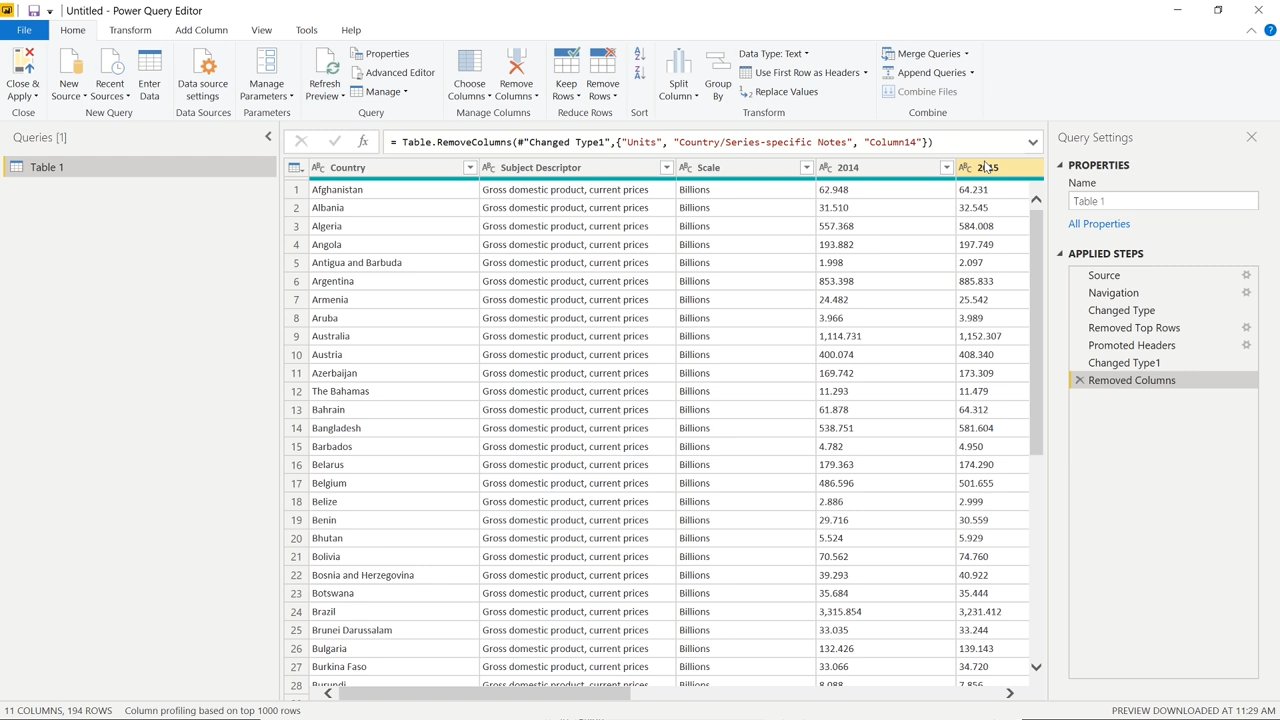 Untitled - Power Query Editor
File Home Transform Add Column View Tools Help
Close & Apply
New Source
Recent Sources
Enter Data
Data source settings
Manage Parameters
Refresh Preview
Properties
Advanced Editor
Manage
Choose Columns
Remove Columns
Keep Rows
Remove Rows
Split Column
Group By
Data Type: Text
Use First Row as Headers
Replace Values
Merge Queries
Append Queries
Combine Files
Close New Query Data Sources Parameters Query Manage Columns Reduce Rows Sort Transform Combine
Queries [1]
Table 1
= Table.RemoveColumns(#"Changed Type1",{"Units", "Country/Series-specific Notes", "Column14"})
Country Subject Descriptor Scale 2014
1 Afghanistan Gross domestic product, current prices Billions 62.948 64.231
2 Albania Gross domestic product, current prices Billions 31.510 32.545
3 Algeria Gross domestic product, current prices Billions 557.368 584.008
4 Angola Gross domestic product, current prices Billions 193.882 197.749
5 Antigua and Barbuda Gross domestic product, current prices Billions 1.998 2.097
6 Argentina Gross domestic product, current prices Billions 853.398 885.833
7 Armenia Gross domestic product, current prices Billions 24.482 25.542
8 Aruba Gross domestic product, current prices Billions 3.966 3.989
9 Australia Gross domestic product, current prices Billions 1,114.731 1,152.307
10 Austria Gross domestic product, current prices Billions 400.074 408.340
11 Azerbaijan Gross domestic product, current prices Billions 169.742 173.309
12 The Bahamas Gross domestic product, current prices Billions 11.293 11.479
13 Bahrain Gross domestic product, current prices Billions 61.878 64.312
14 Bangladesh Gross domestic product, current prices Billions 538.751 581.604
15 Barbados Gross domestic product, current prices Billions 4.782 4.950
16 Belarus Gross domestic product, current prices Billions 179.363 174.290
17 Belgium Gross domestic product, current prices Billions 486.596 501.655
18 Belize Gross domestic product, current prices Billions 2.886 2.999
19 Benin Gross domestic product, current prices Billions 29.716 30.559
20 Bhutan Gross domestic product, current prices Billions 5.524 5.929
21 Bolivia Gross domestic product, current prices Billions 70.562 74.760
22 Bosnia and Herzegovina Gross domestic product, current prices Billions 39.293 40.922
23 Botswana Gross domestic product, current prices Billions 35.684 35.444
24 Brazil Gross domestic product, current prices Billions 3,315.854 3,231.412
25 Brunei Darussalam Gross domestic product, current prices Billions 33.035 33.244
26 Bulgaria Gross domestic product, current prices Billions 132.426 139.143
27 Burkina Faso Gross domestic product, current prices Billions 33.066 34.720
28 Burundi Gross domestic product, current prices Billions 8.088 7.856
Query Settings
PROPERTIES
Name
Table 1
All Properties
APPLIED STEPS
Source
Navigation
Changed Type
Removed Top Rows
Promoted Headers
Changed Type1
Removed Columns
11 COLUMNS, 194 ROWS Column profiling based on top 1000 rows
PREVIEW DOWNLOADED AT 11:29 AM